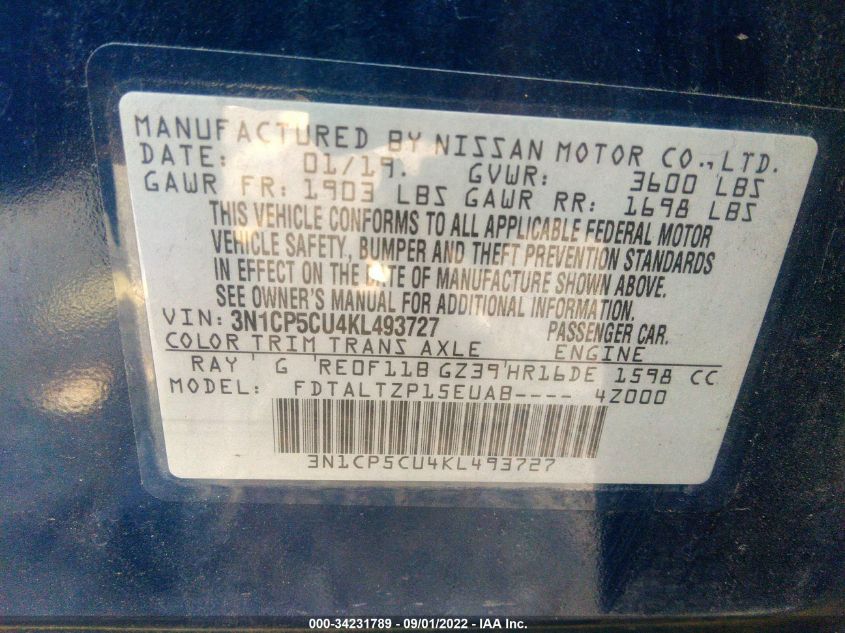 MANUFACTURED BY NISSAN MOTOR CO., LTD.
DATE: 01/19. GVWR: 3600 LBS
GAWR FR: 1903 LBS GAWR RR: 1698 LBS
THIS VEHICLE CONFORMS TO ALL APPLICABLE FEDERAL MOTOR
VEHICLE SAFETY, BUMPER AND THEFT PREVENTION STANDARDS
IN EFFECT ON THE DATE OF MANUFACTURE SHOWN ABOVE.
SEE OWNER'S MANUAL FOR ADDITIONAL INFORMATION.
VIN: 3N1CP5CU4KL493727 PASSENGER CAR.
COLOR TRIM TRANS AXLE ENGINE
RAY ' G 'RE0F11B GZ39'HR16DE 1598 CC
MODEL: FDTALTZP15EUAB---- 4Z000
3N1CP5CU4KL493727
000-34231789 - 09/01/2022 - IAA Inc.